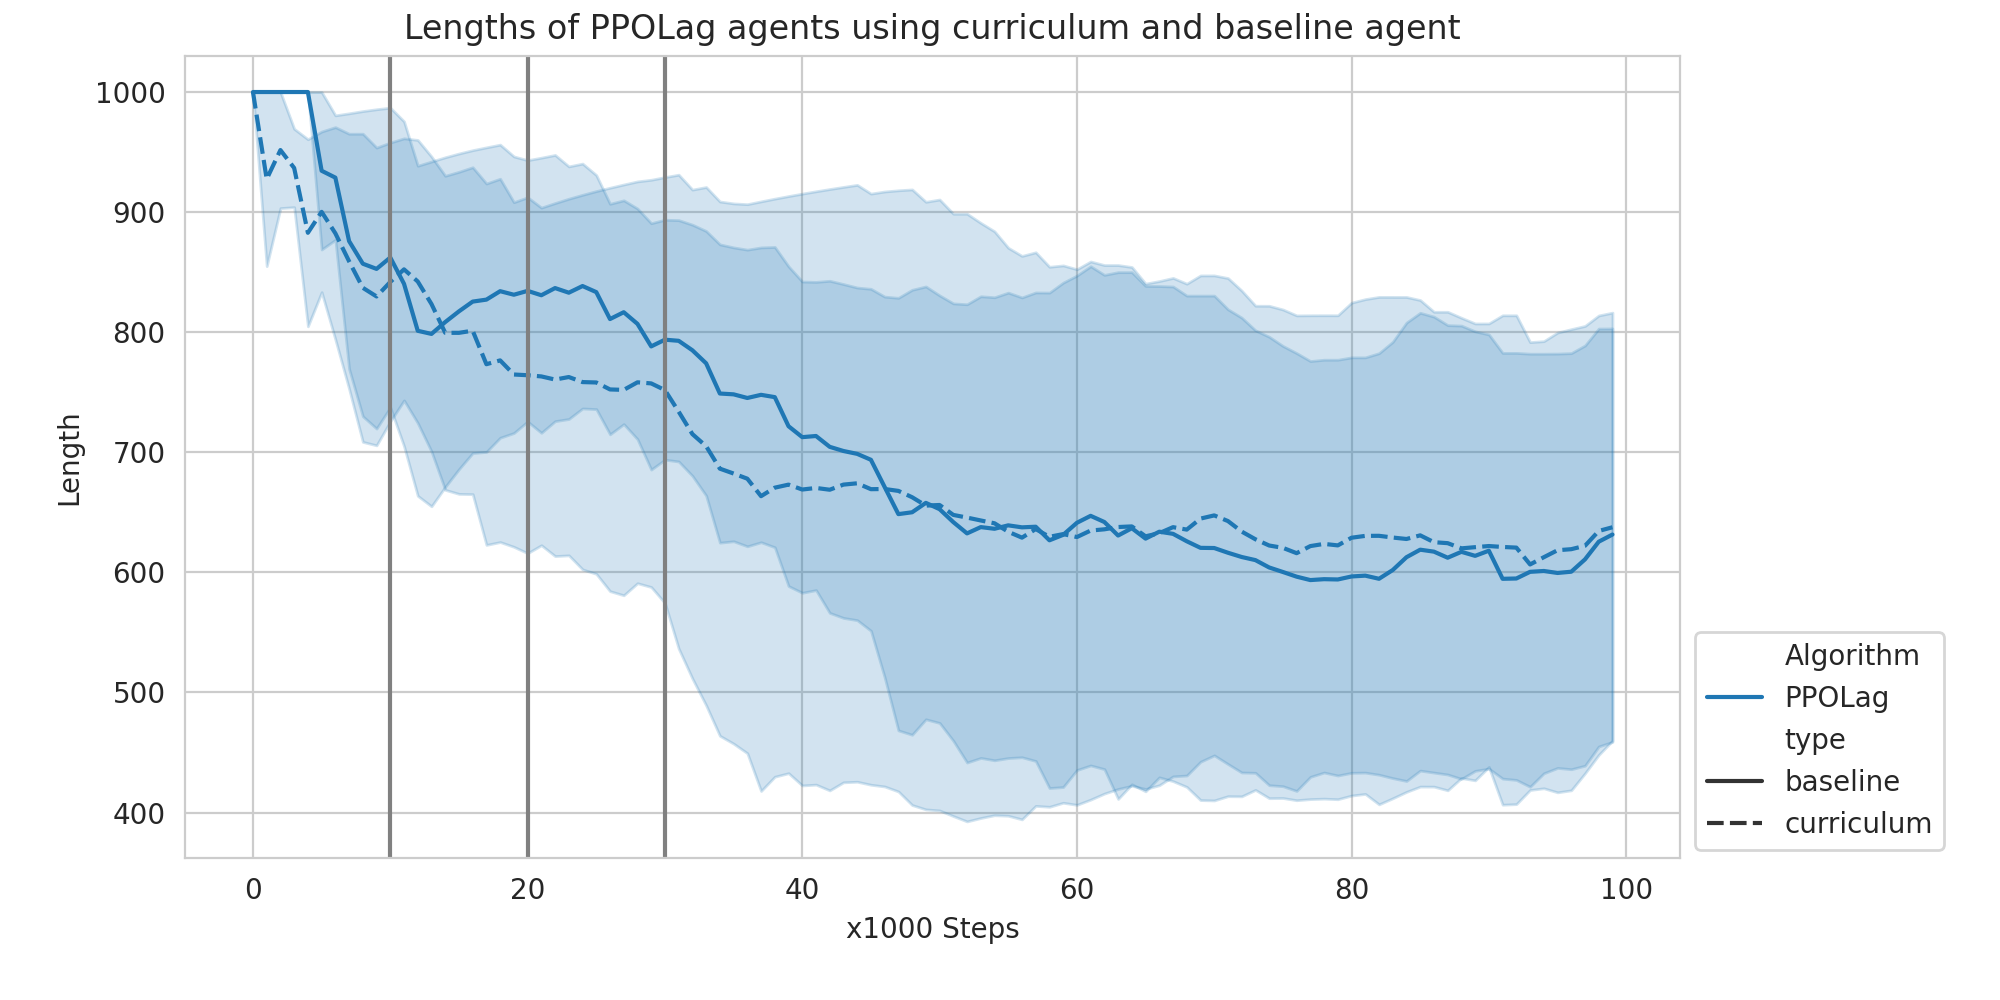 Lengths of PPOLag agents using curriculum and baseline agent
1000
900
800
700
600
500
400
Length
0 20 40 60 80 100
x1000 Steps
Algorithm
PPOLag
type
baseline
curriculum